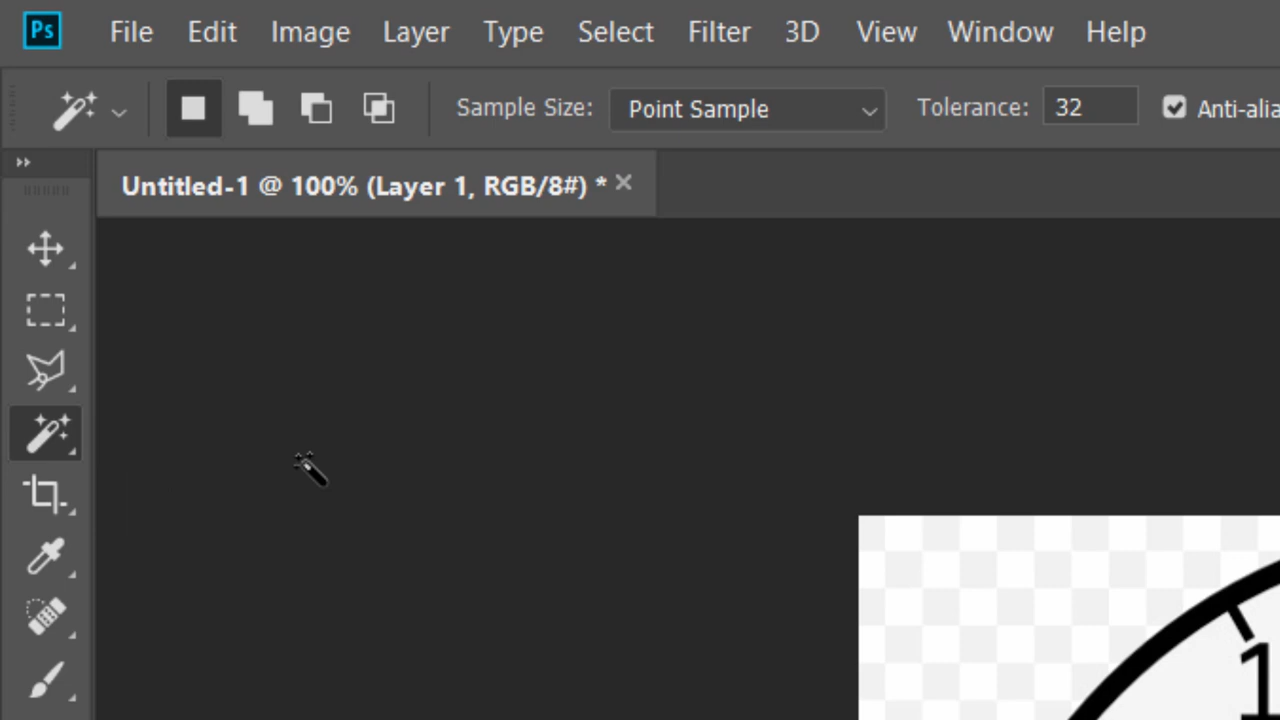 Ps File Edit Image Layer Type Select Filter 3D View Window Help
Sample Size: Point Sample Tolerance: 32 Anti-alia
Untitled-1 @ 100% (Layer 1, RGB/8#) *
1